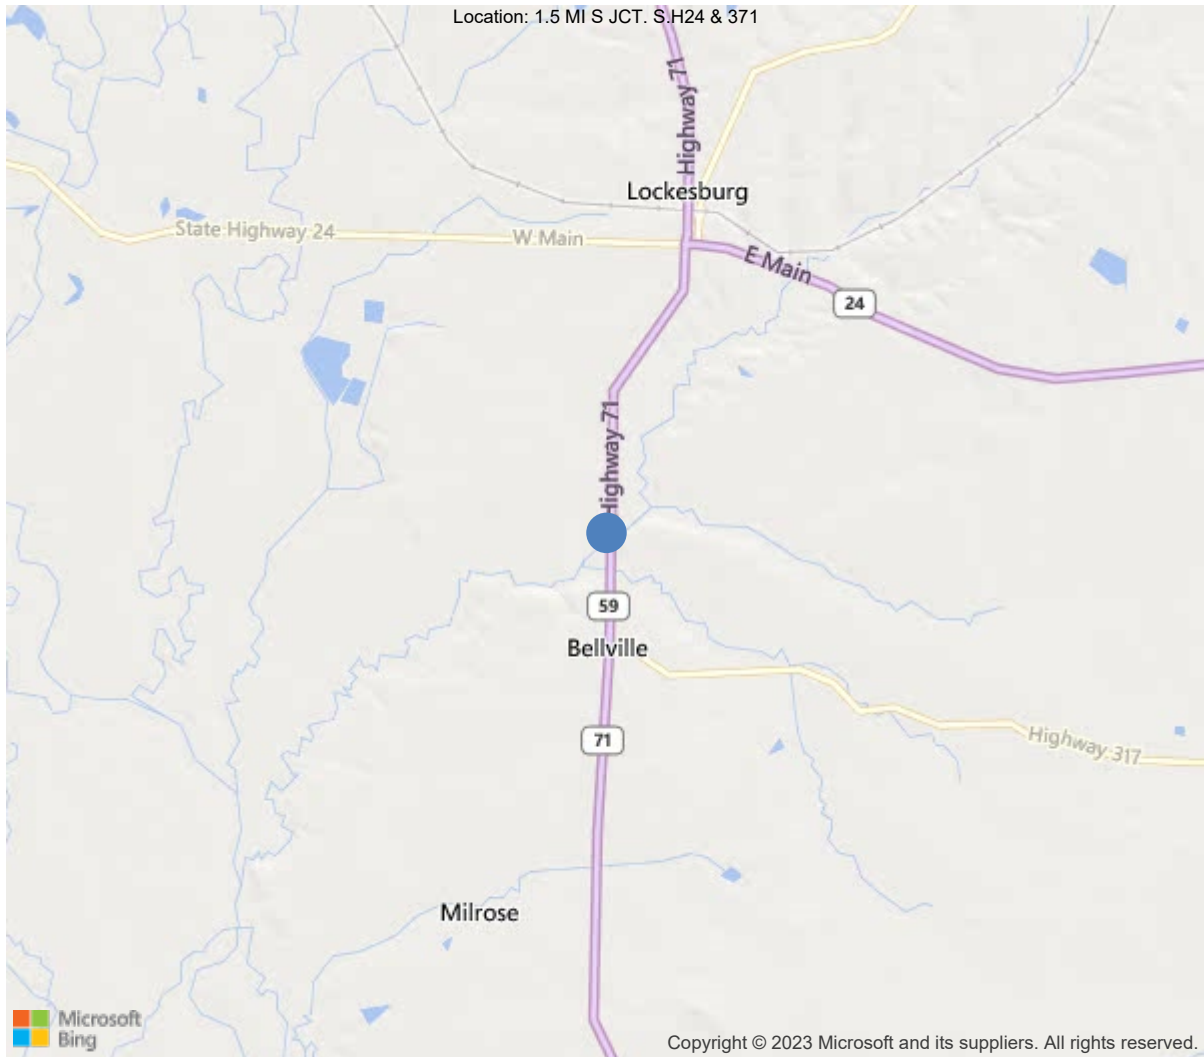 Location: 1.5 MI S JCT. S.H24 & 371
Highway 71
Lockesburg
State Highway 24
W Main
E Main
24
Highway 71
59
Bellville
71
Highway 317
Milrose
Microsoft
Bing
Copyright © 2023 Microsoft and its suppliers. All rights reserved.